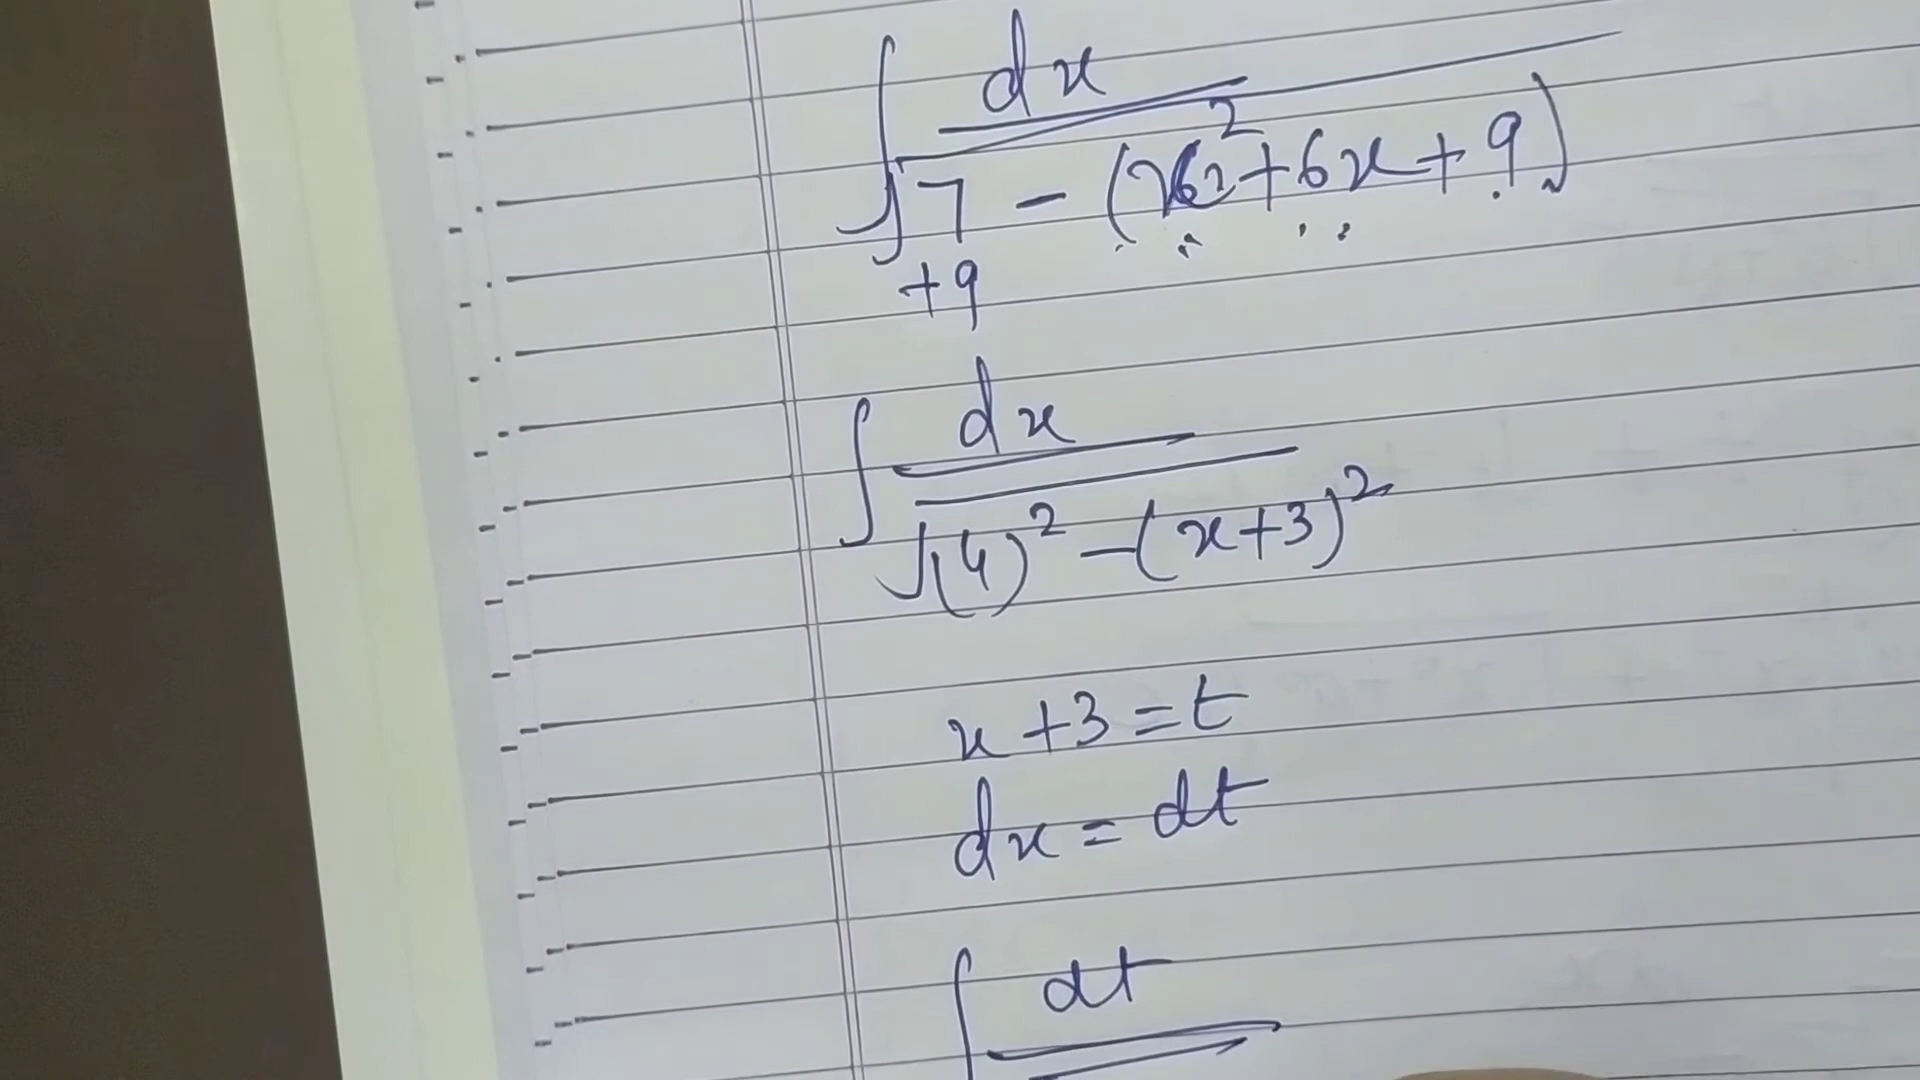 ∫ dx
√7 - (x²+6x+9)
+9
∫ dx
√(4)² - (x+3)²
x+3=t
dx = dt
∫ dt